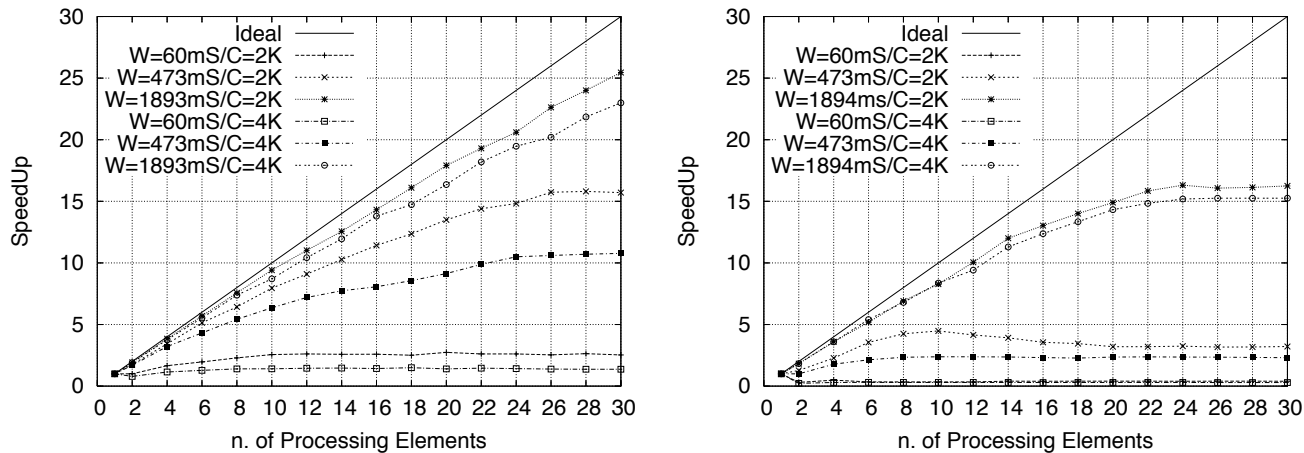 30
25
20
15
10
5
0
SpeedUp
Ideal
W=60mS/C=2K
W=473mS/C=2K
W=1893mS/C=2K
W=60mS/C=4K
W=473mS/C=4K
W=1893mS/C=4K
0 2 4 6 8 10 12 14 16 18 20 22 24 26 28 30
n. of Processing Elements
30
25
20
15
10
5
0
SpeedUp
Ideal
W=60mS/C=2K
W=473mS/C=2K
W=1894ms/C=2K
W=60mS/C=4K
W=473mS/C=4K
W=1894mS/C=4K
0 2 4 6 8 10 12 14 16 18 20 22 24 26 28 30
n. of Processing Elements